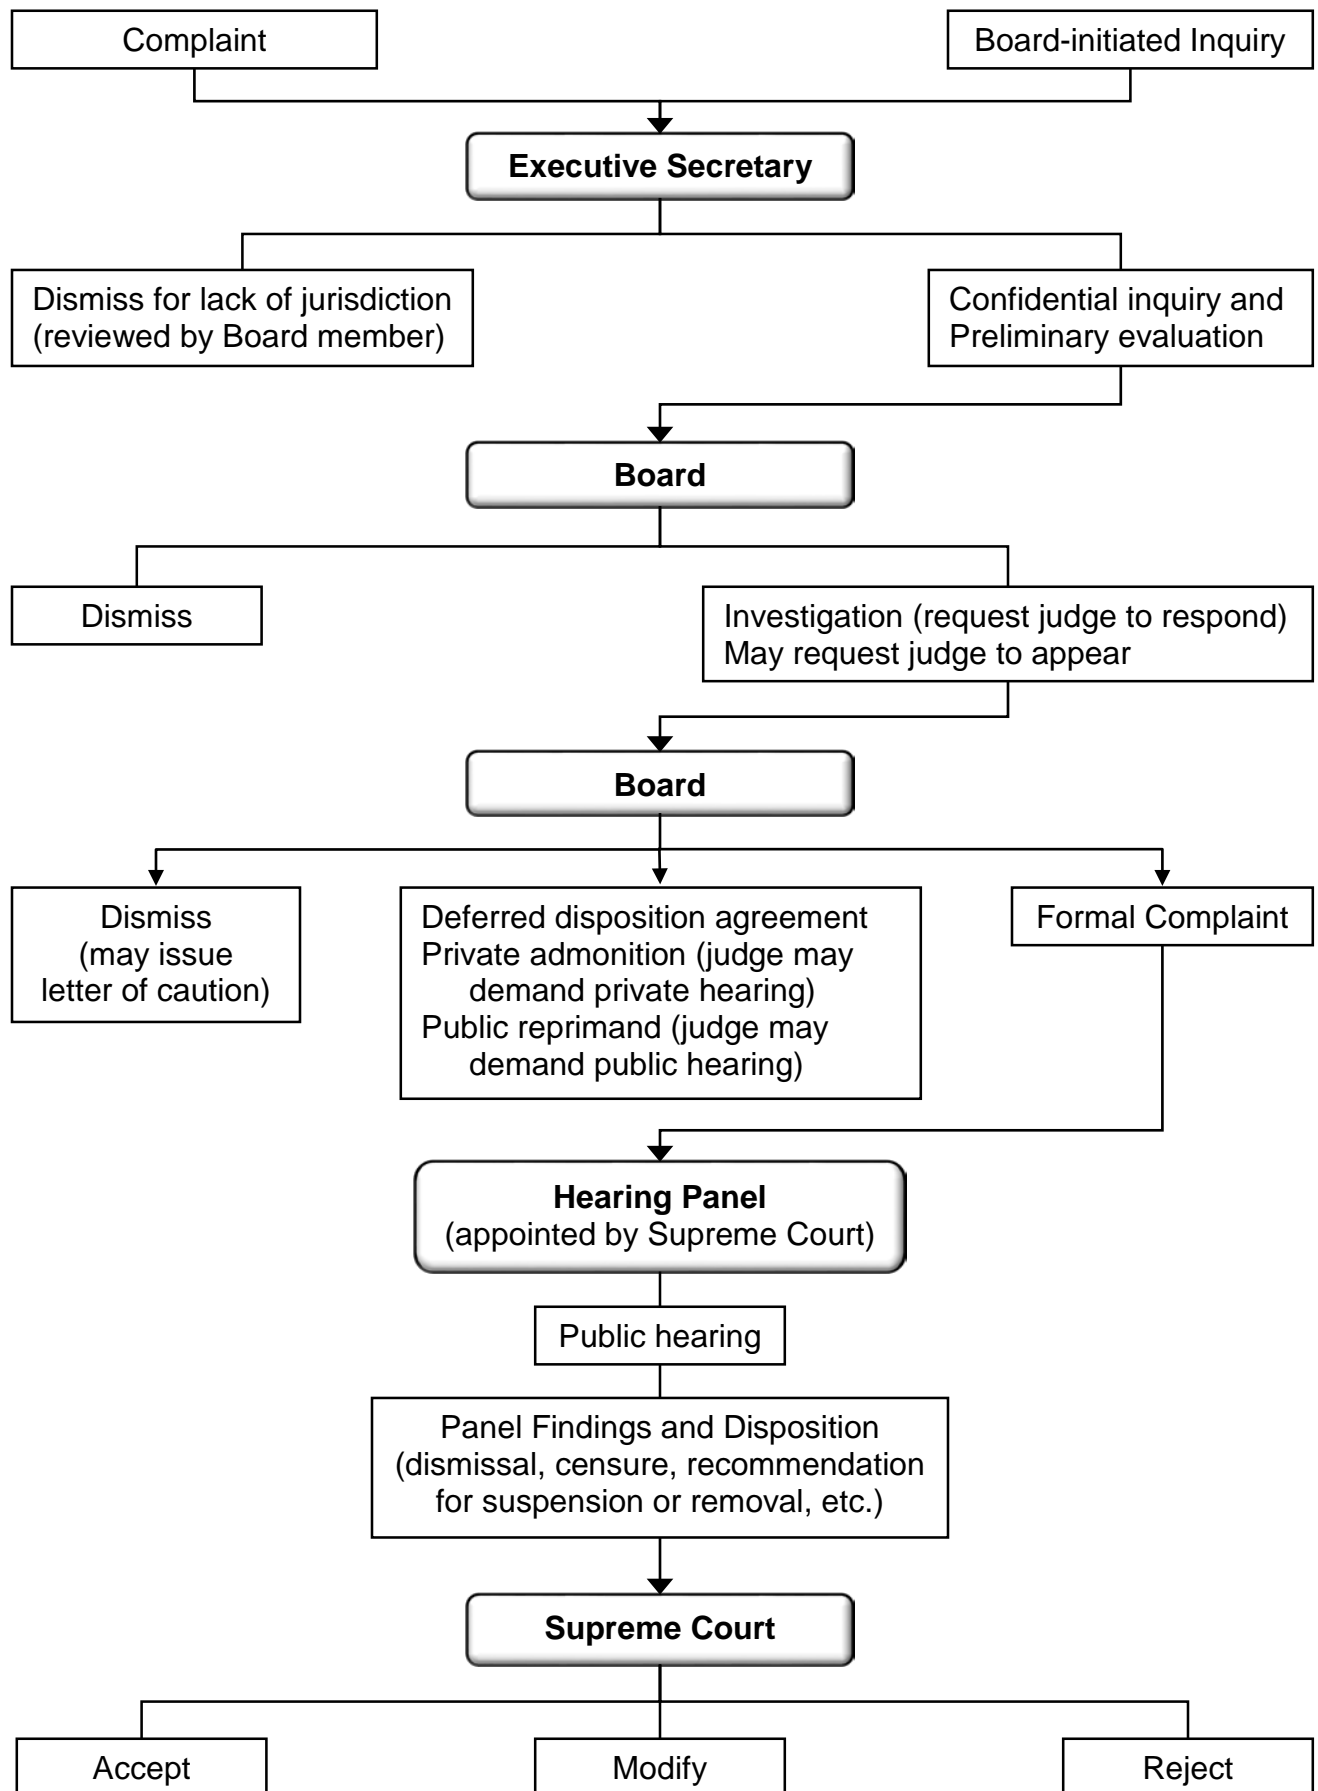 Complaint
Board-initiated Inquiry
Executive Secretary
Dismiss for lack of jurisdiction
(reviewed by Board member)
Confidential inquiry and
Preliminary evaluation
Board
Dismiss
Investigation (request judge to respond)
May request judge to appear
Board
Dismiss
(may issue
letter of caution)
Deferred disposition agreement
Private admonition (judge may
demand private hearing)
Public reprimand (judge may
demand public hearing)
Formal Complaint
Hearing Panel
(appointed by Supreme Court)
Public hearing
Panel Findings and Disposition
(dismissal, censure, recommendation
for suspension or removal, etc.)
Supreme Court
Accept
Modify
Reject